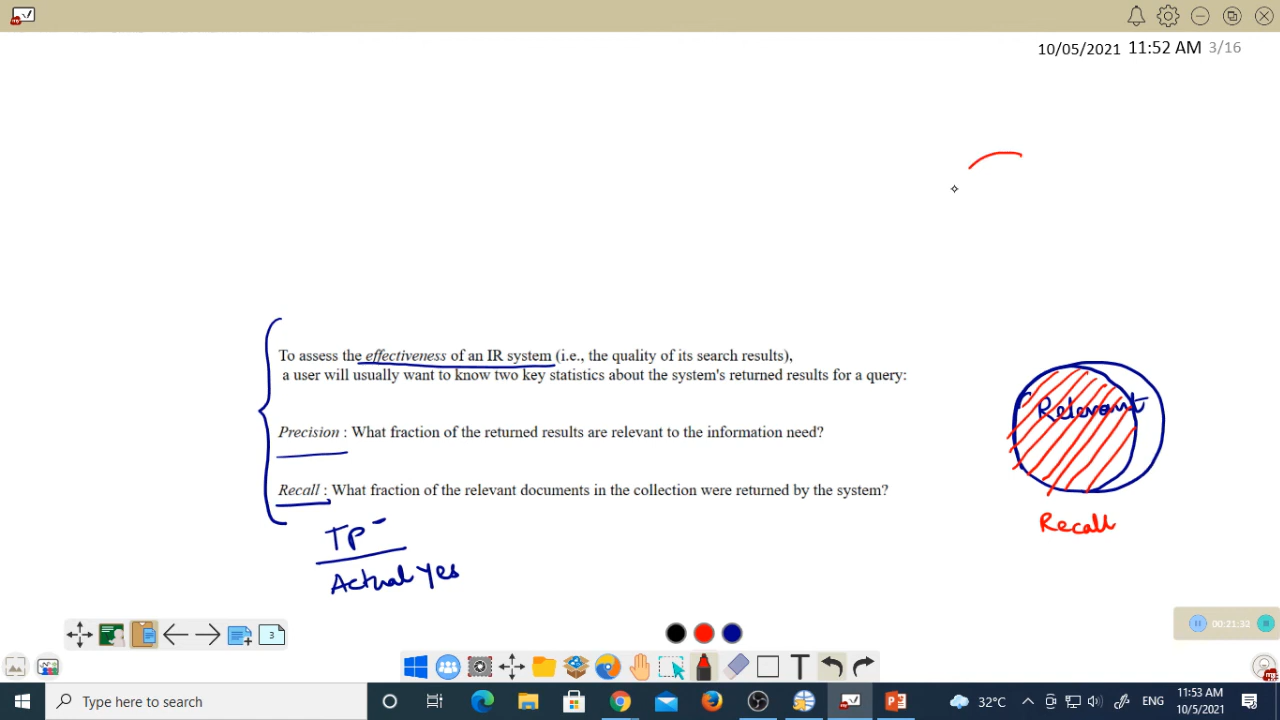 10/05/2021 11:52 AM 3/16
To assess the effectiveness of an IR system (i.e., the quality of its search results),
a user will usually want to know two key statistics about the system's returned results for a query:
Relevant
Precision : What fraction of the returned results are relevant to the information need?
Recall : What fraction of the relevant documents in the collection were returned by the system?
Recall
TP
Actual Yes
3
00:21:32
T
Type here to search
32°C
ENG
11:53 AM
10/5/2021